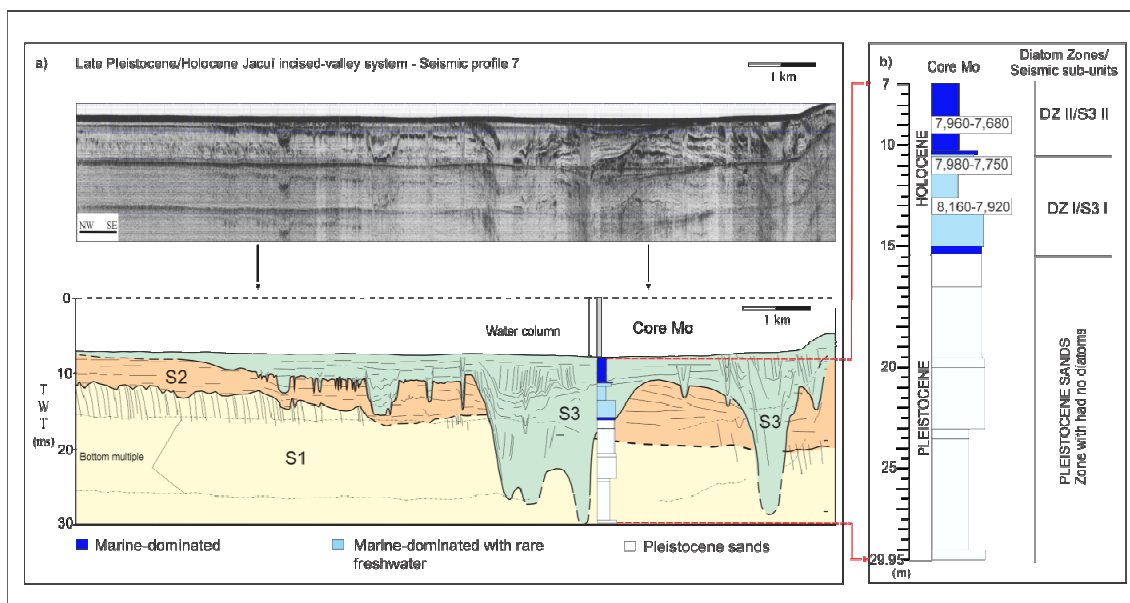 a) Late Pleistocene/Holocene Jacuí incised-valley system - Seismic profile 7
1 km
NW SE
0
10
20
30
T
W
T
(ms)
Water column
Core Mo
1 km
S2
S3
S3
S1
Bottom multiple
Marine-dominated
Marine-dominated with rare
freshwater
Pleistocene sands
b)
Core Mo
Diatom Zones/
Seismic sub-units
7
10
15
20
25
29.95
(m)
HOLOCENE
PLEISTOCENE
7,960-7,680
7,980-7,750
8,160-7,920
DZ II/S3 II
DZ I/S3 I
PLEISTOCENE SANDS
Zone with had no diatoms